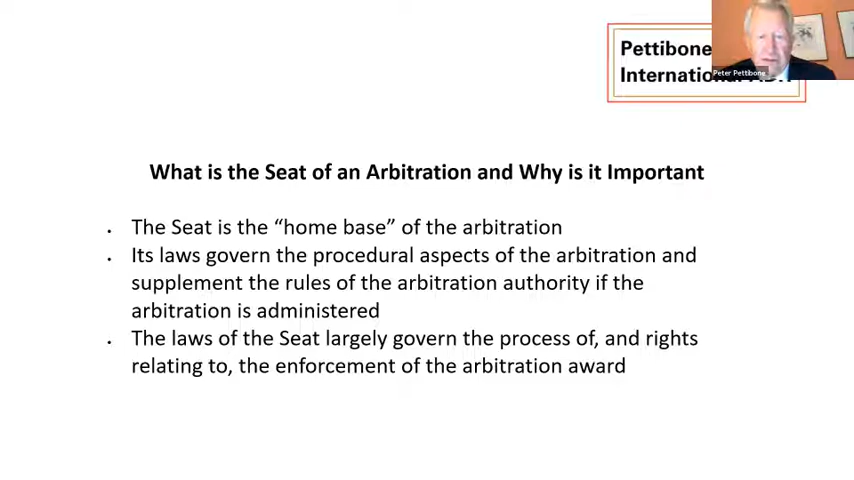 Pettibone
International
Peter Pettibone
What is the Seat of an Arbitration and Why is it Important
• The Seat is the “home base” of the arbitration
• Its laws govern the procedural aspects of the arbitration and
supplement the rules of the arbitration authority if the
arbitration is administered
• The laws of the Seat largely govern the process of, and rights
relating to, the enforcement of the arbitration award